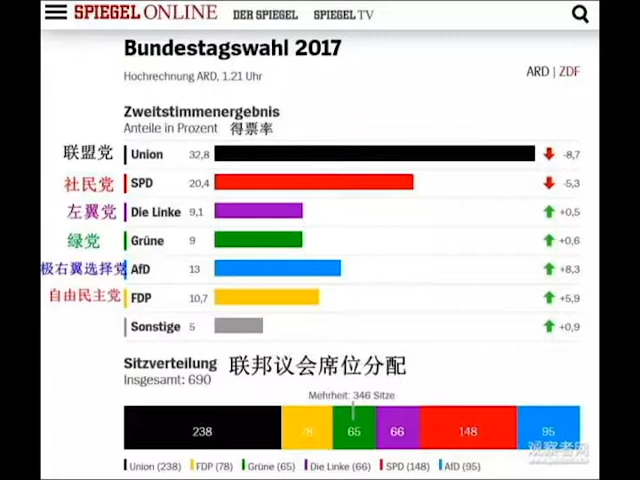 SPIEGEL ONLINE DER SPIEGEL SPIEGEL TV
Bundestagswahl 2017
Hochrechnung ARD, 1.21 Uhr
ARD | ZDF
Zweitstimmenergebnis
Anteile in Prozent 得票率
联盟党 Union 32,8 -8,7
社民党 SPD 20,4 -5,3
左翼党 Die Linke 9,1 +0,5
绿党 Grüne 9 +0,6
极右翼选择党 AfD 13 +8,3
自由民主党 FDP 10,7 +5,9
Sonstige 5 +0,9
Sitzverteilung 联邦议会席位分配
Insgesamt: 690
Mehrheit: 346 Sitze
238 78 65 66 148 95
Union (238) FDP (78) Grüne (65) Die Linke (66) SPD (148) AfD (95)
观察者网